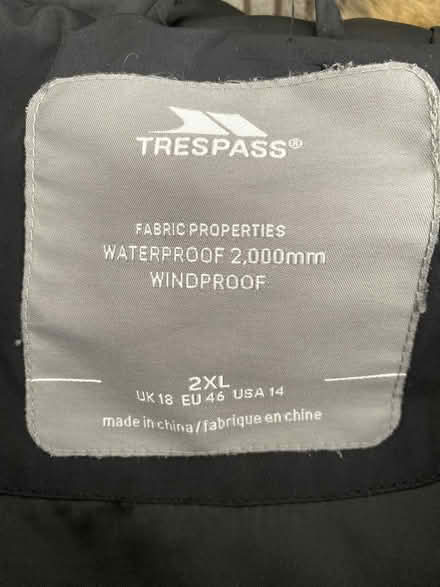 TRESPASS®
FABRIC PROPERTIES
WATERPROOF 2,000mm
WINDPROOF
2XL
UK 18 EU 46 USA 14
made in china/fabrique en chine